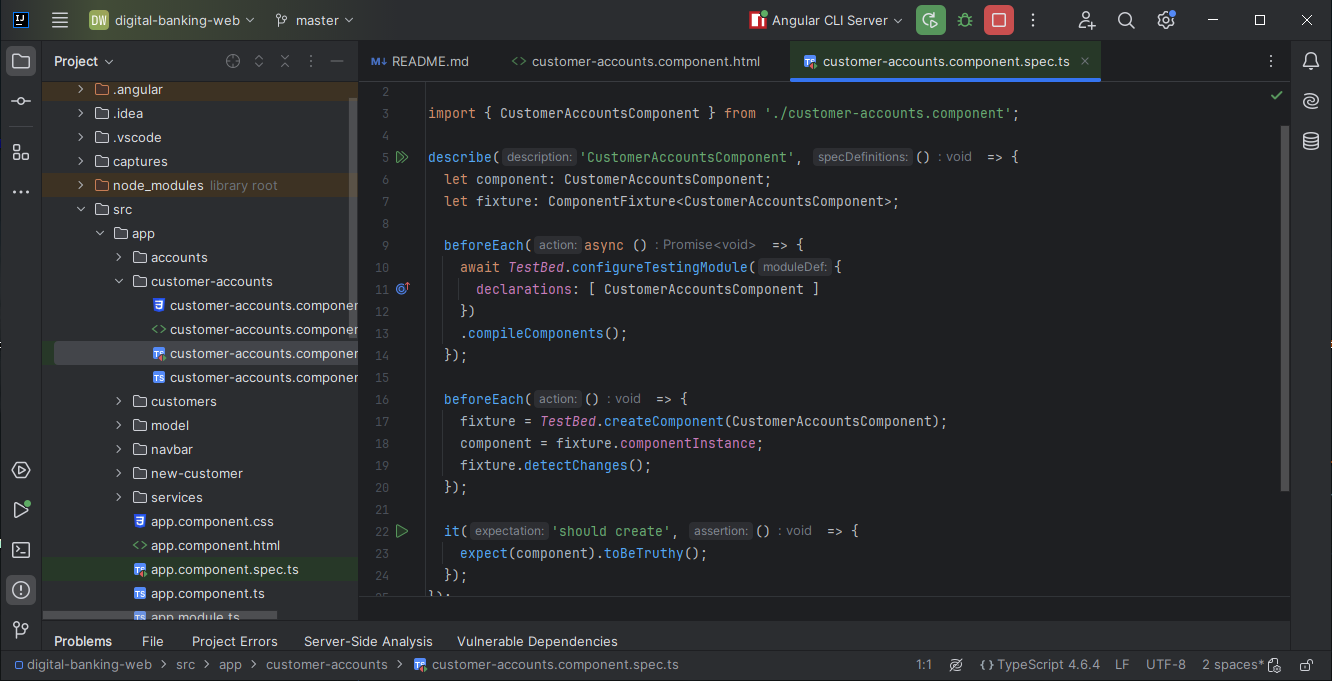 DW digital-banking-web master Angular CLI Server
Project
README.md customer-accounts.component.html customer-accounts.component.spec.ts
.angular
.idea
.vscode
captures
node_modules library root
src
app
accounts
customer-accounts
customer-accounts.componen
customer-accounts.componen
customer-accounts.componen
customer-accounts.componen
customers
model
navbar
new-customer
services
app.component.css
app.component.html
app.component.spec.ts
app.component.ts
app.module.ts
2
3 import { CustomerAccountsComponent } from './customer-accounts.component';
4
5 describe( description: 'CustomerAccountsComponent', specDefinitions: () : void => {
6 let component: CustomerAccountsComponent;
7 let fixture: ComponentFixture<CustomerAccountsComponent>;
8
9 beforeEach( action: async () : Promise<void> => {
10 await TestBed.configureTestingModule( moduleDef: {
11 declarations: [ CustomerAccountsComponent ]
12 })
13 .compileComponents();
14 });
15
16 beforeEach( action: () : void => {
17 fixture = TestBed.createComponent(CustomerAccountsComponent);
18 component = fixture.componentInstance;
19 fixture.detectChanges();
20 });
21
22 it( expectation: 'should create', assertion: () : void => {
23 expect(component).toBeTruthy();
24 });
25 });
Problems File Project Errors Server-Side Analysis Vulnerable Dependencies
digital-banking-web > src > app > customer-accounts > customer-accounts.component.spec.ts 1:1 {} TypeScript 4.6.4 LF UTF-8 2 spaces*